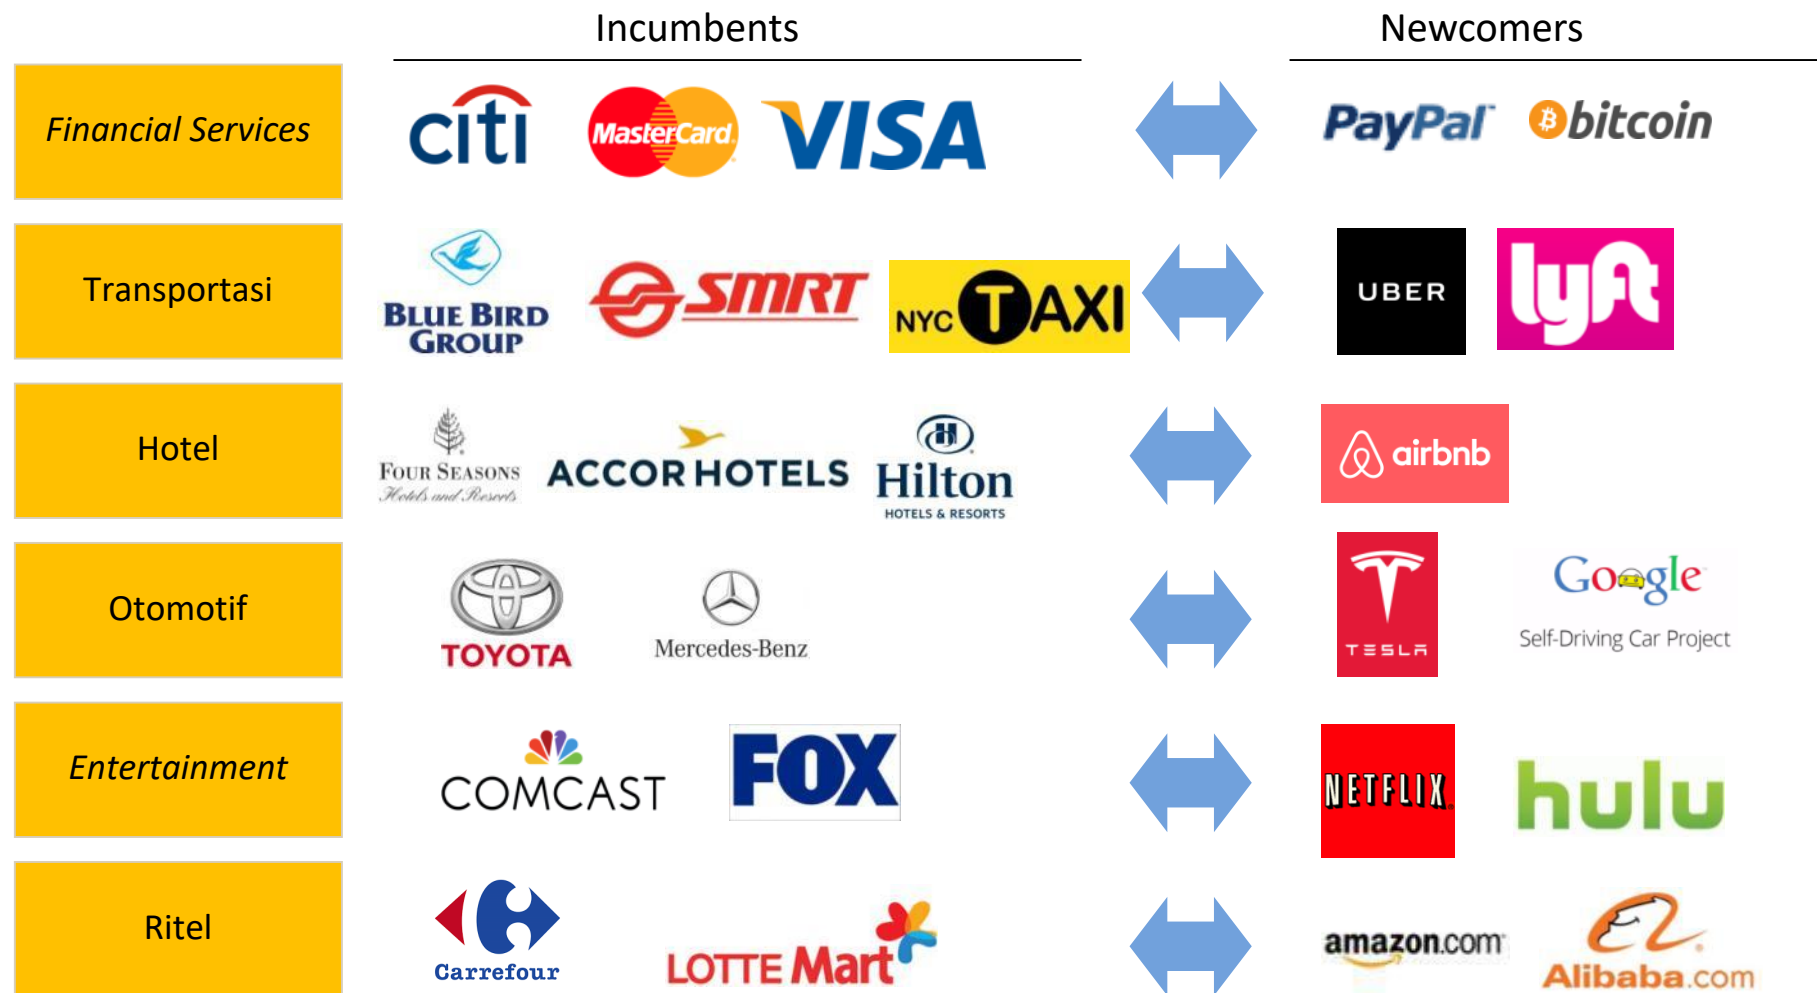 Incumbents
Newcomers
Financial Services
citi
MasterCard
VISA
PayPal
bitcoin
Transportasi
BLUE BIRD
GROUP
SMRT
NYC TAXI
UBER
lyft
Hotel
FOUR SEASONS
Hotels and Resorts
ACCOR HOTELS
H
Hilton
HOTELS & RESORTS
airbnb
Otomotif
TOYOTA
Mercedes-Benz
TESLA
Google
Self-Driving Car Project
Entertainment
COMCAST
FOX
NETFLIX
hulu
Ritel
Carrefour
LOTTE Mart
amazon.com
Alibaba.com